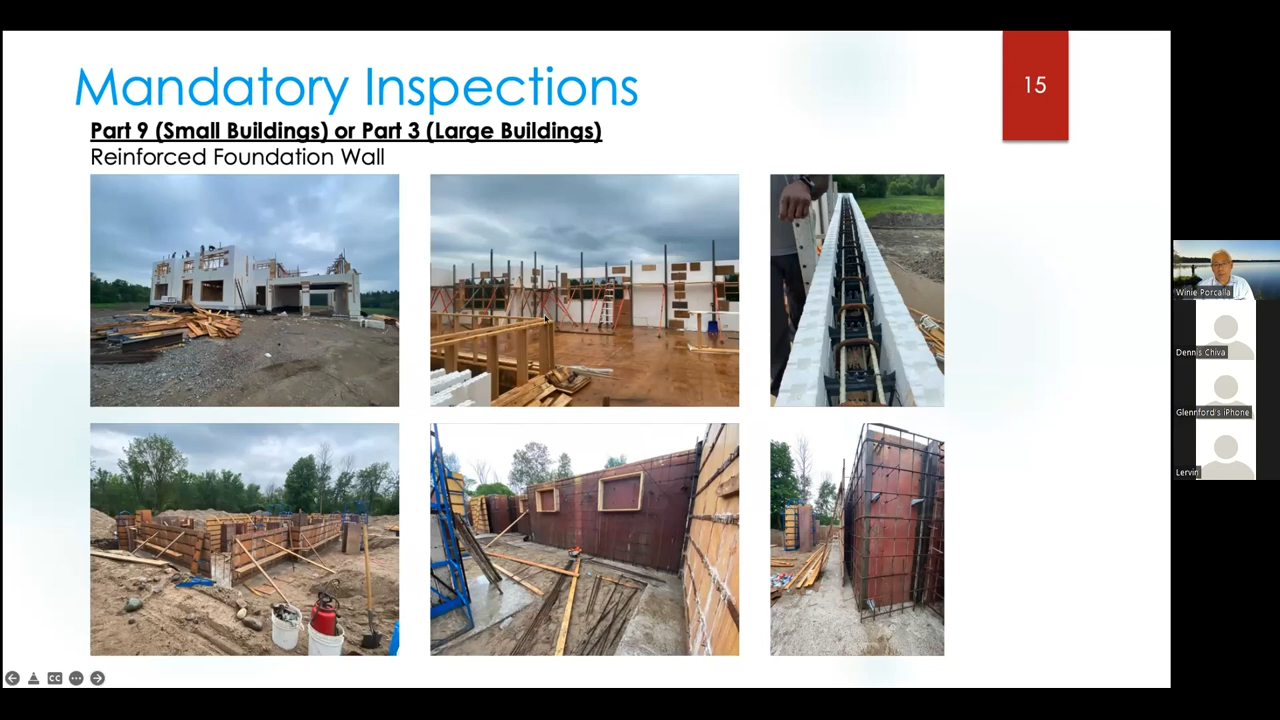 Mandatory Inspections
15
Part 9 (Small Buildings) or Part 3 (Large Buildings)
Reinforced Foundation Wall
Winie Porcalla
Dennis Chiva
Glennford's iPhone
Lervin
CC